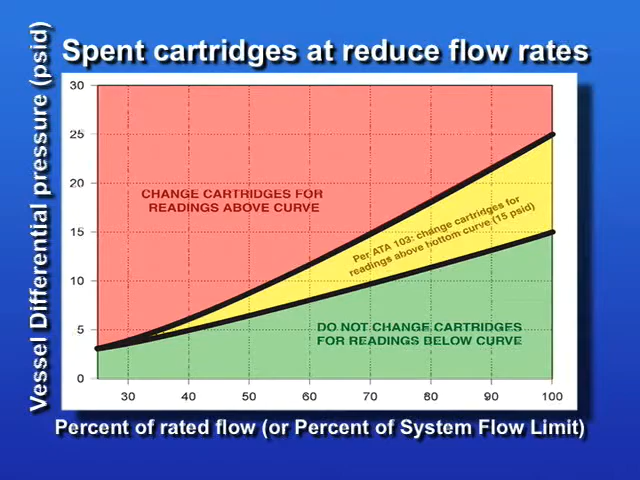 Spent cartridges at reduce flow rates
Vessel Differential pressure (psid)
30
25
20
15
10
5
0
CHANGE CARTRIDGES FOR
READINGS ABOVE CURVE
Per ATA 103: change cartridges for
readings above bottom curve (15 psid)
DO NOT CHANGE CARTRIDGES
FOR READINGS BELOW CURVE
30 40 50 60 70 80 90 100
Percent of rated flow (or Percent of System Flow Limit)